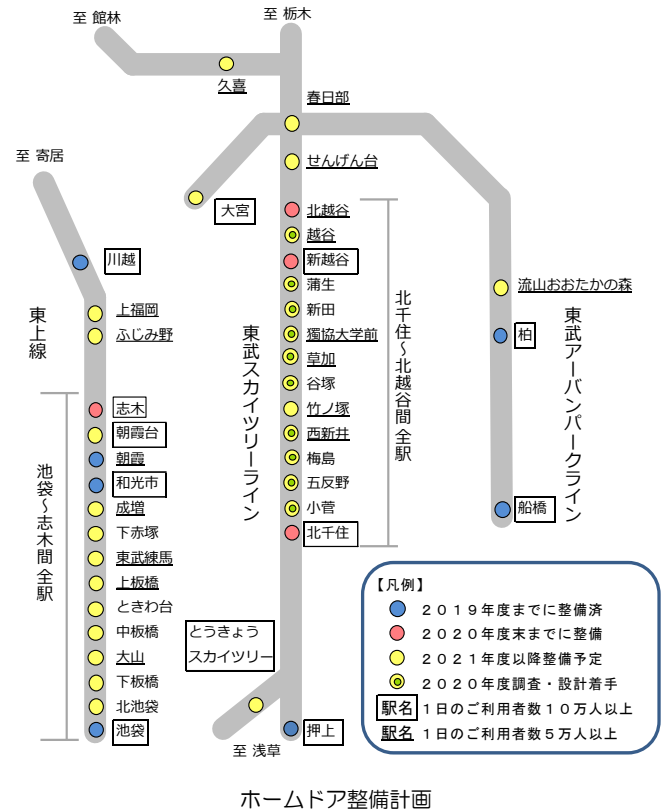 至 館林
至 栃木
久喜
春日部
せんげん台
至 寄居
大宮
北越谷
越谷
川越
新越谷
蒲生
流山おおたかの森
上福岡
新田
ふじみ野
獨協大学前
柏
草加
谷塚
志木
竹ノ塚
朝霞台
西新井
朝霞
梅島
和光市
五反野
成増
小菅
船橋
下赤塚
北千住
東武練馬
上板橋
ときわ台
中板橋
大山
下板橋
北池袋
池袋
とうきょう
スカイツリー
押上
至 浅草
東上線
東武スカイツリーライン
東武アーバンパークライン
池袋~志木間 全駅
北千住~北越谷間 全駅
【凡例】
2019年度までに整備済
2020年度末までに整備
2021年度以降整備予定
2020年度調査・設計着手
駅名 1日のご利用者数10万人以上
駅名 1日のご利用者数5万人以上
ホームドア整備計画